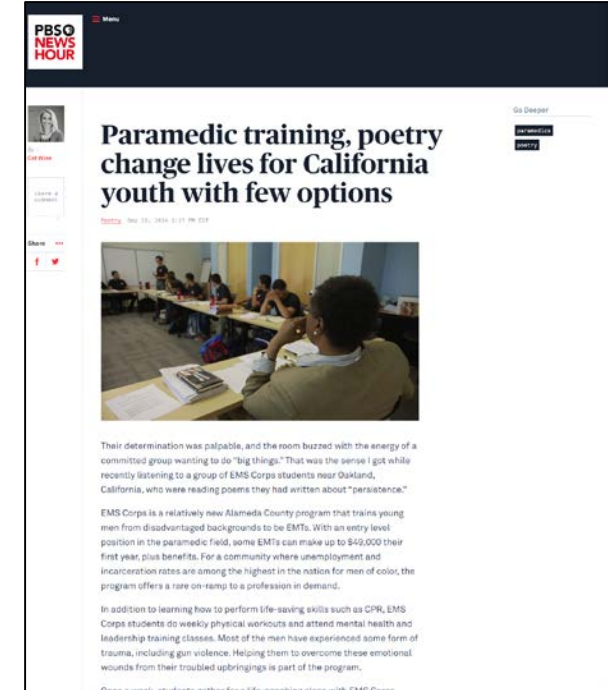 PBS
NEWS
HOUR
Menu
By
Cat Wise
Leave a
comment
Share
Paramedic training, poetry
change lives for California
youth with few options
Poetry
Go Deeper
paramedics
poetry
Their determination was palpable, and the room buzzed with the energy of a
committed group wanting to do "big things." That was the sense I got while
recently listening to a group of EMS Corps students near Oakland,
California, who were reading poems they had written about "persistence."
EMS Corps is a relatively new Alameda County program that trains young
men from disadvantaged backgrounds to be EMTs. With an entry level
position in the paramedic field, some EMTs can make up to $49,000 their
first year, plus benefits. For a community where unemployment and
incarceration rates are among the highest in the nation for men of color, the
program offers a rare on-ramp to a profession in demand.
In addition to learning how to perform life-saving skills such as CPR, EMS
Corps students do weekly physical workouts and attend mental health and
leadership training classes. Most of the men have experienced some form of
trauma, including gun violence. Helping them to overcome these emotional
wounds from their troubled upbringings is part of the program.